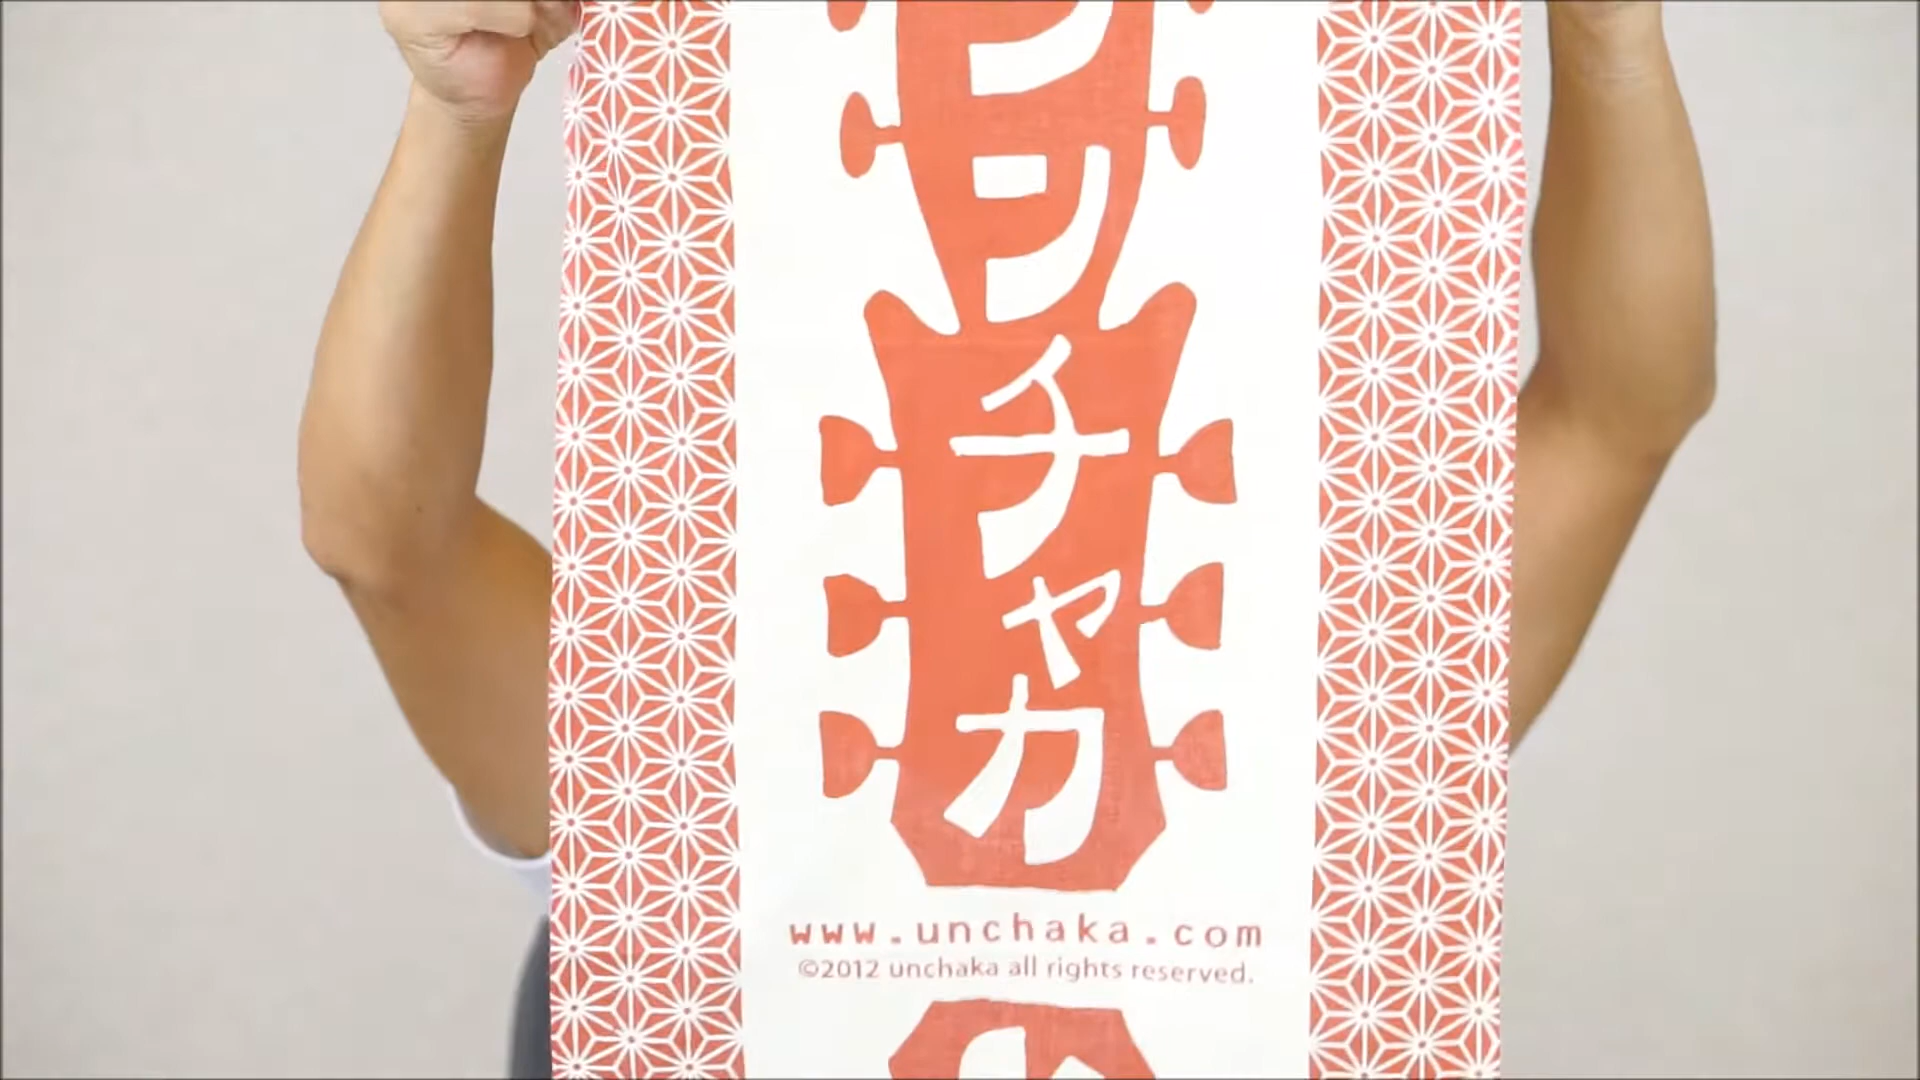 ンチャカ
www.unchaka.com
©2012 unchaka all rights reserved.